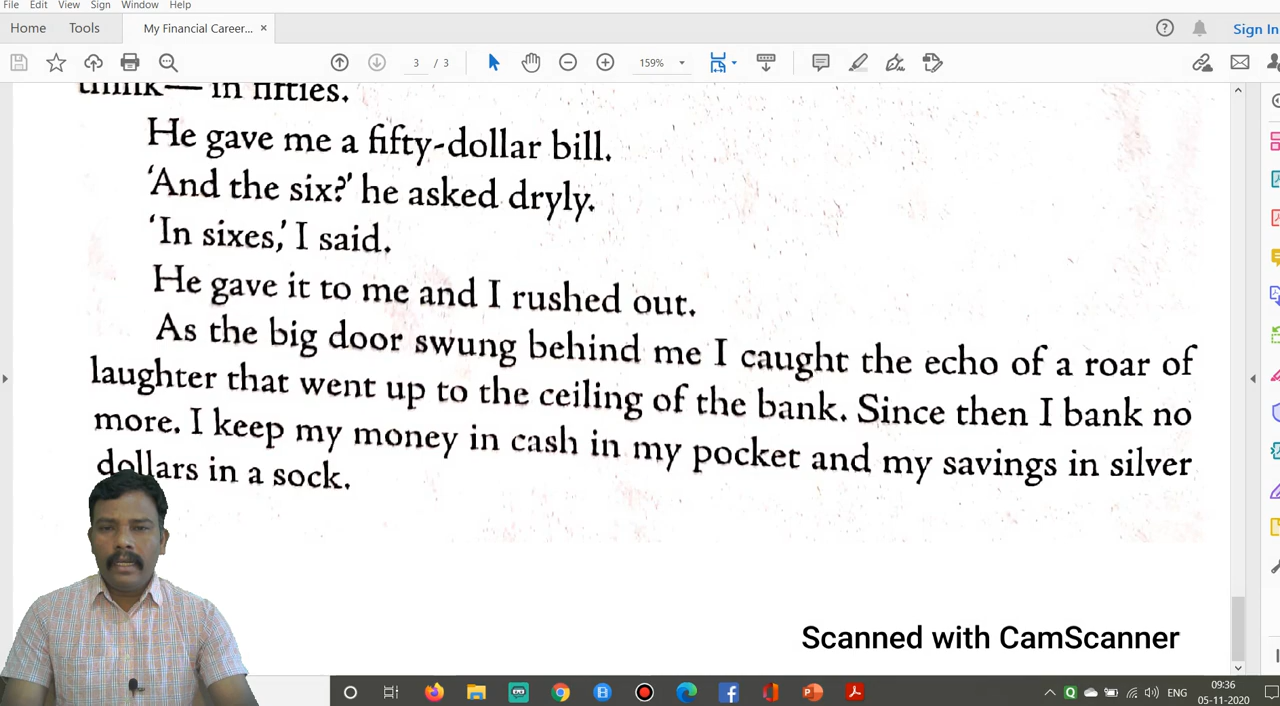 File Edit View Sign Window Help
Home Tools My Financial Career... ×
Sign In
3 / 3 159%
think— in fifties.
He gave me a fifty-dollar bill.
'And the six?' he asked dryly.
'In sixes,' I said.
He gave it to me and I rushed out.
As the big door swung behind me I caught the echo of a roar of
laughter that went up to the ceiling of the bank. Since then I bank no
more. I keep my money in cash in my pocket and my savings in silver
dollars in a sock.
Scanned with CamScanner
ENG
09:36
05-11-2020